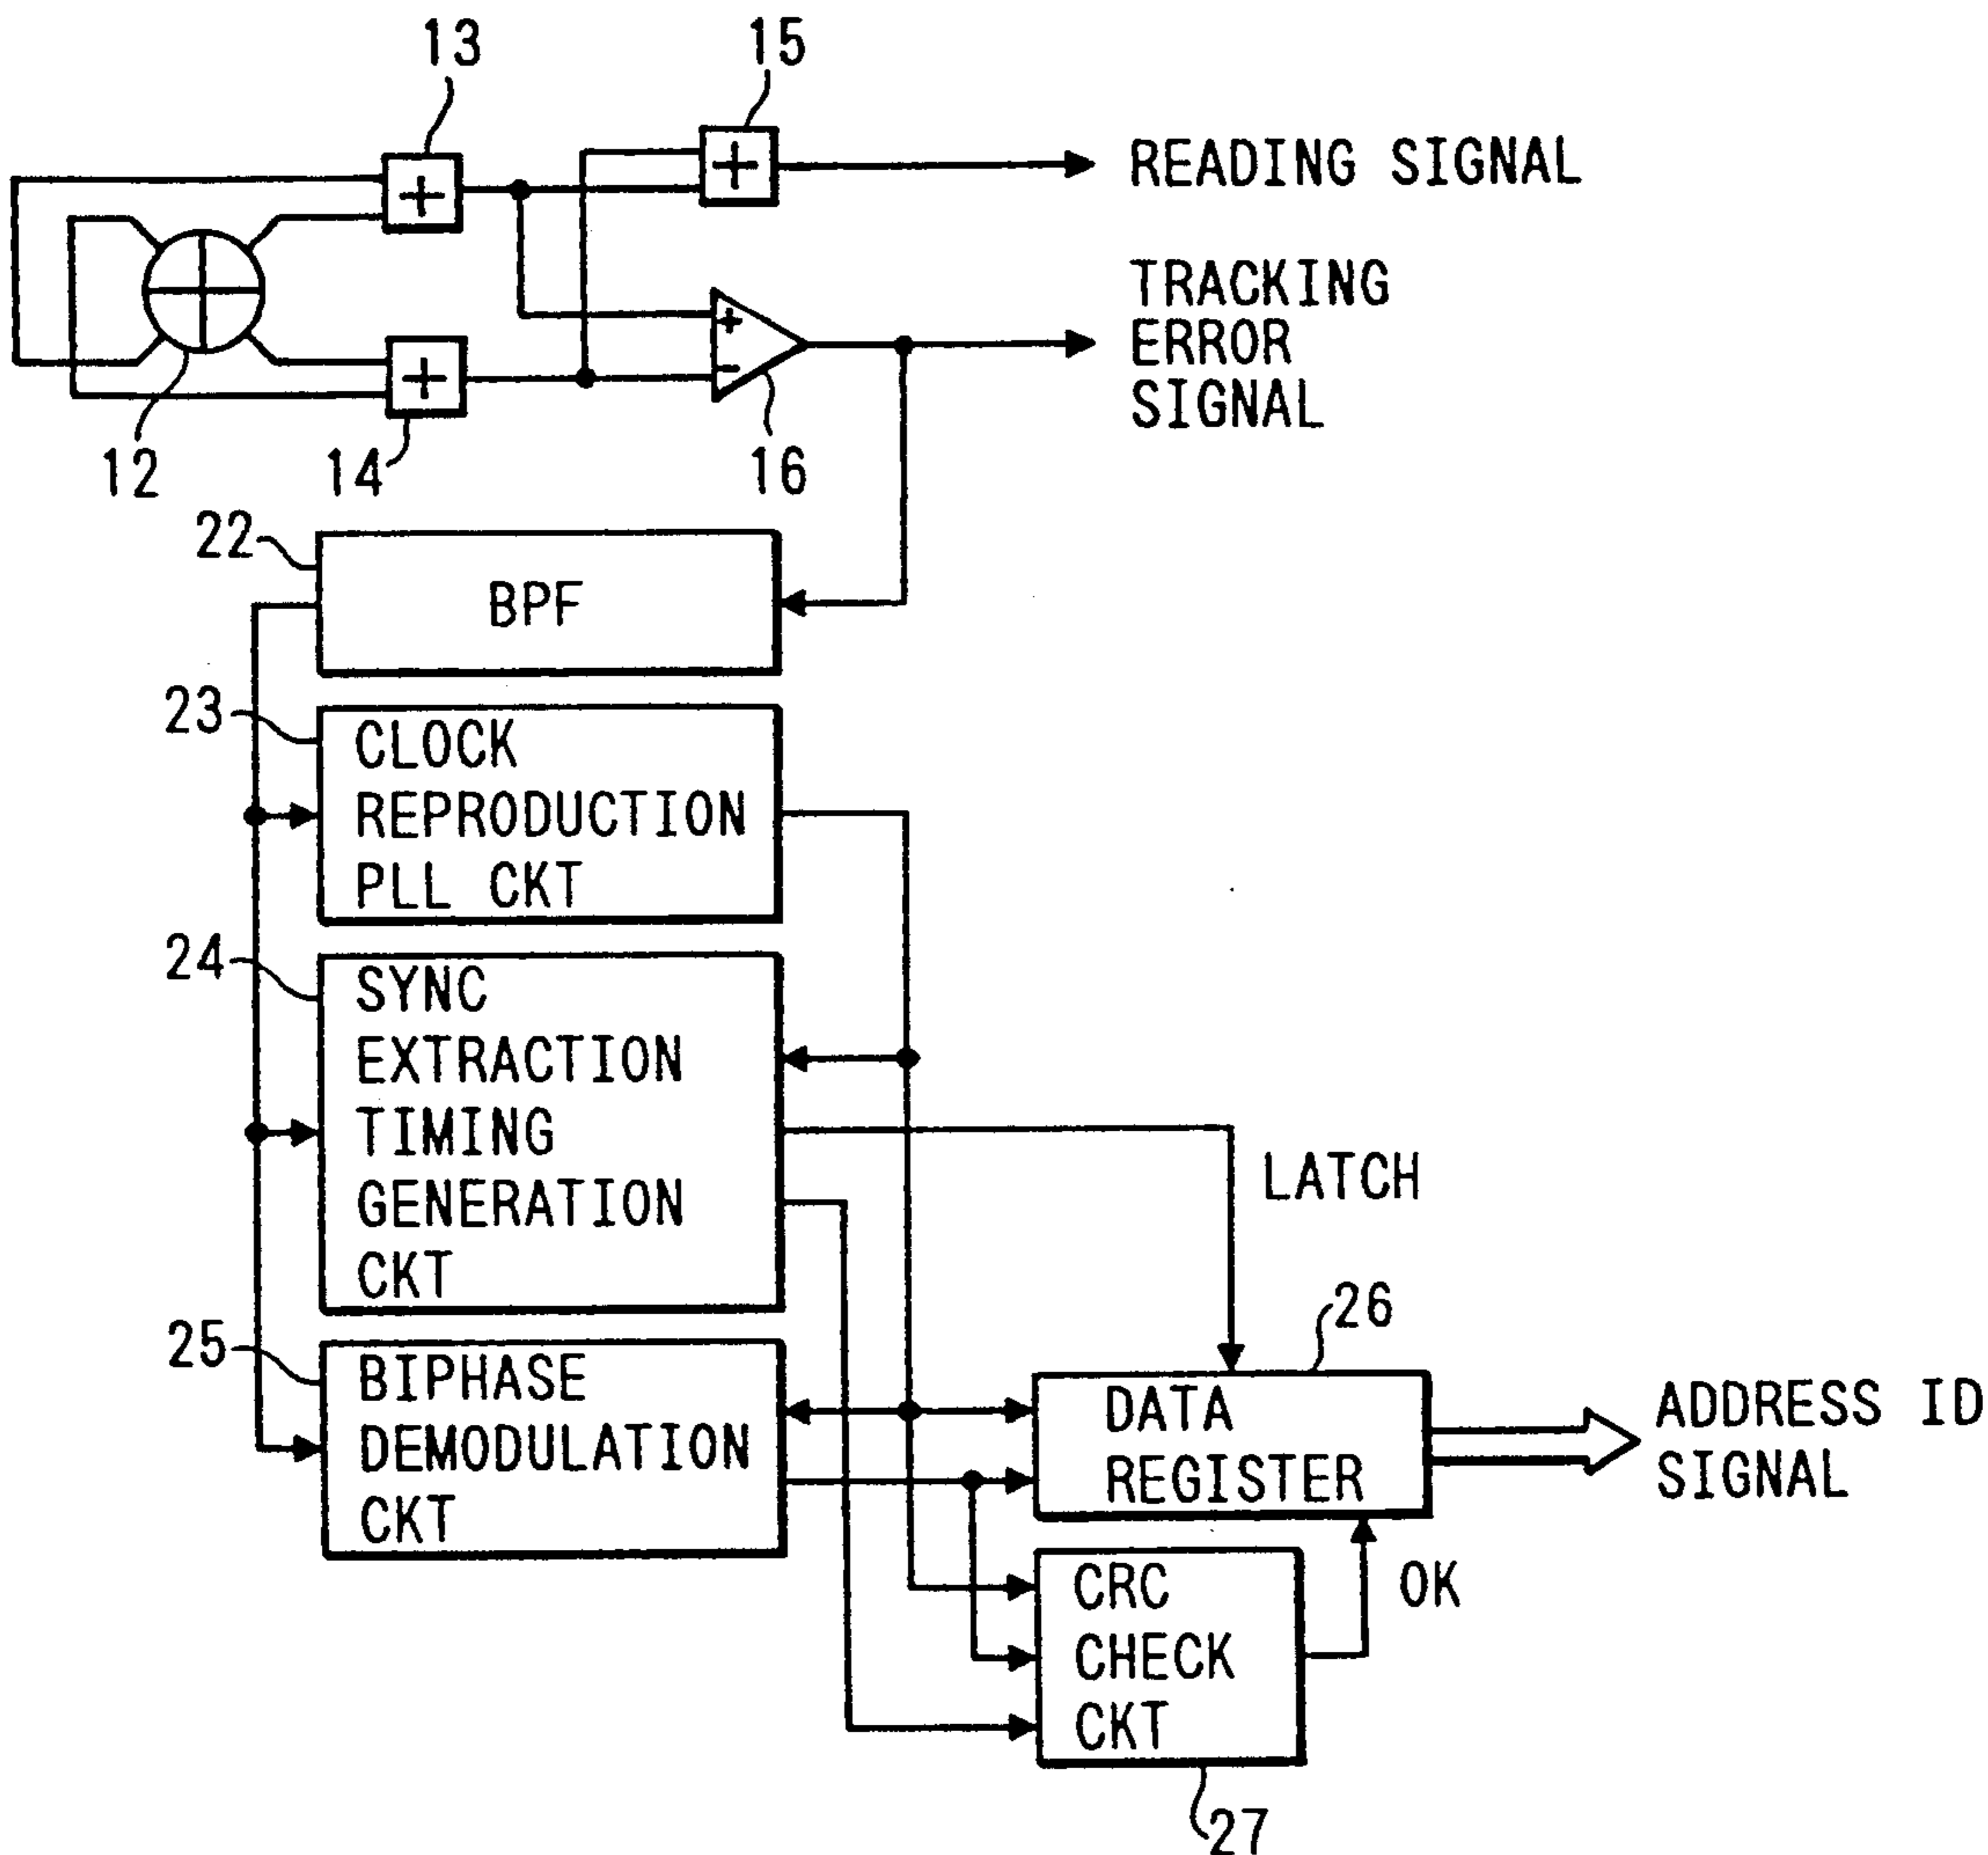 13
15
READING SIGNAL
TRACKING
ERROR
SIGNAL
+
-
12
14
16
22
BPF
23
CLOCK
REPRODUCTION
PLL CKT
24
SYNC
EXTRACTION
TIMING
GENERATION
CKT
LATCH
25
BIPHASE
DEMODULATION
CKT
26
DATA
REGISTER
ADDRESS ID
SIGNAL
CRC
CHECK
CKT
OK
27